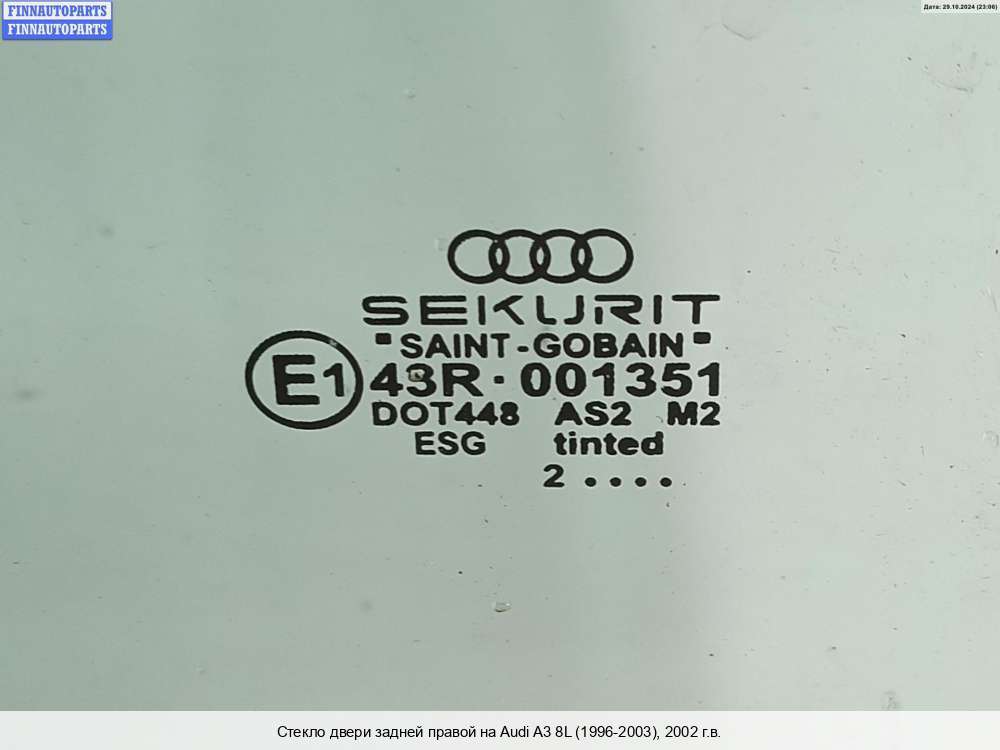 FINNAUTOPARTS
FINNAUTOPARTS
Дата: 29.10.2024 (23:06)
SEKURIT
"SAINT-GOBAIN"
E1 43R · 001351
DOT448 AS2 M2
ESG tinted
2 ....
Стекло двери задней правой на Audi A3 8L (1996-2003), 2002 г.в.